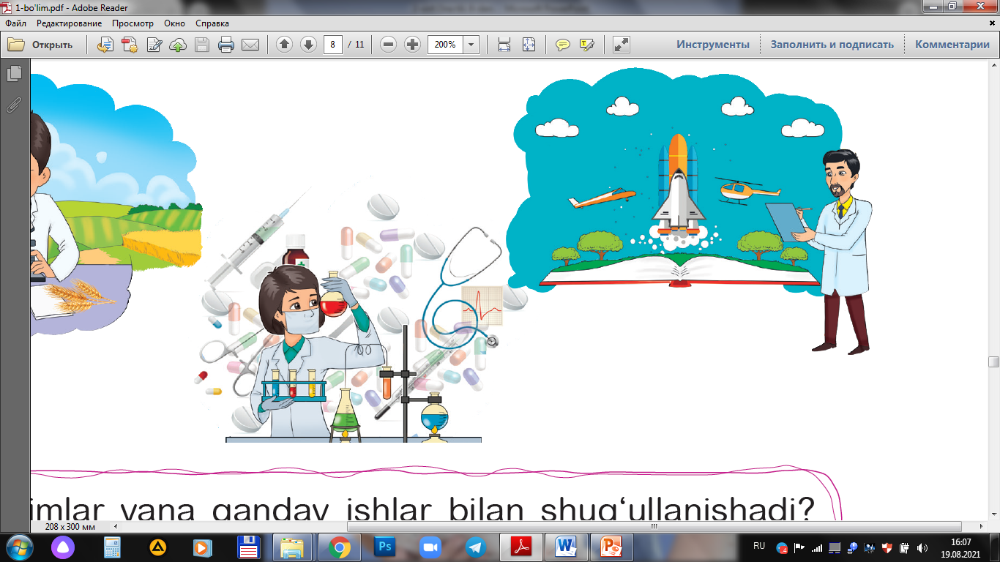 1-bo'lim.pdf - Adobe Reader
Файл Редактирование Просмотр Окно Справка
Открыть 8 / 11 200% Инструменты Заполнить и подписать Комментарии
imlar yana qanday ishlar bilan shug‘ullanishadi?
208 x 300 мм
Ps W P RU 16:07
19.08.2021